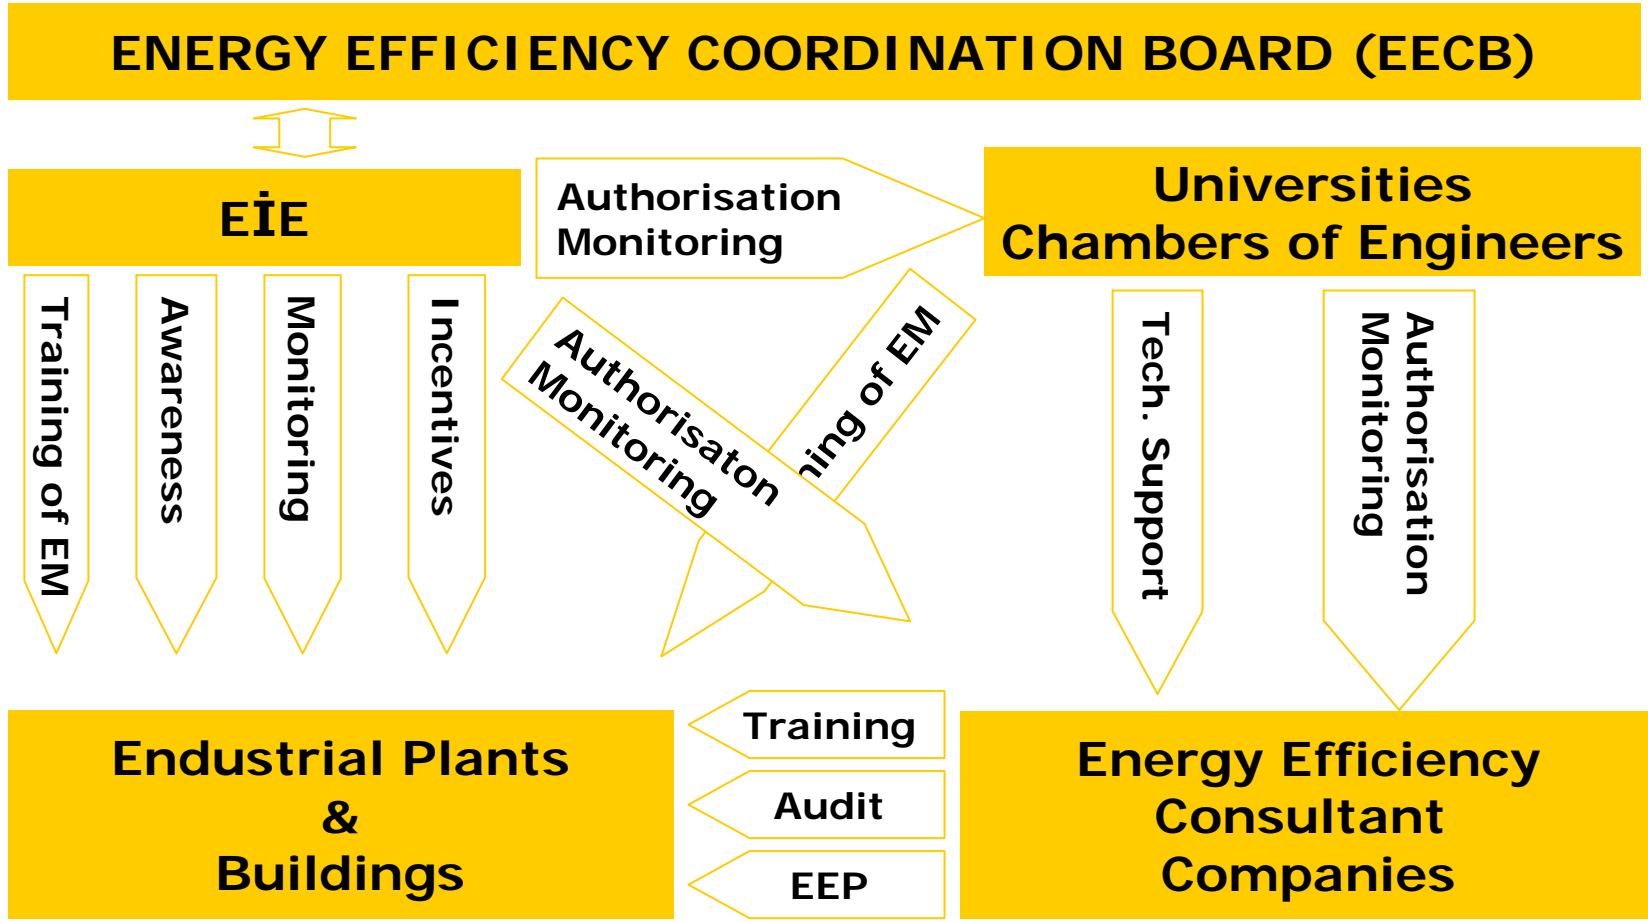 ENERGY EFFICIENCY COORDINATION BOARD (EECB)
EİE
Authorisation
Monitoring
Universities
Chambers of Engineers
Training of EM
Awareness
Monitoring
Incentives
Authorisaton
Monitoring
ning of EM
Tech. Support
Authorisation
Monitoring
Training
Audit
EEP
Endustrial Plants
&
Buildings
Energy Efficiency
Consultant
Companies